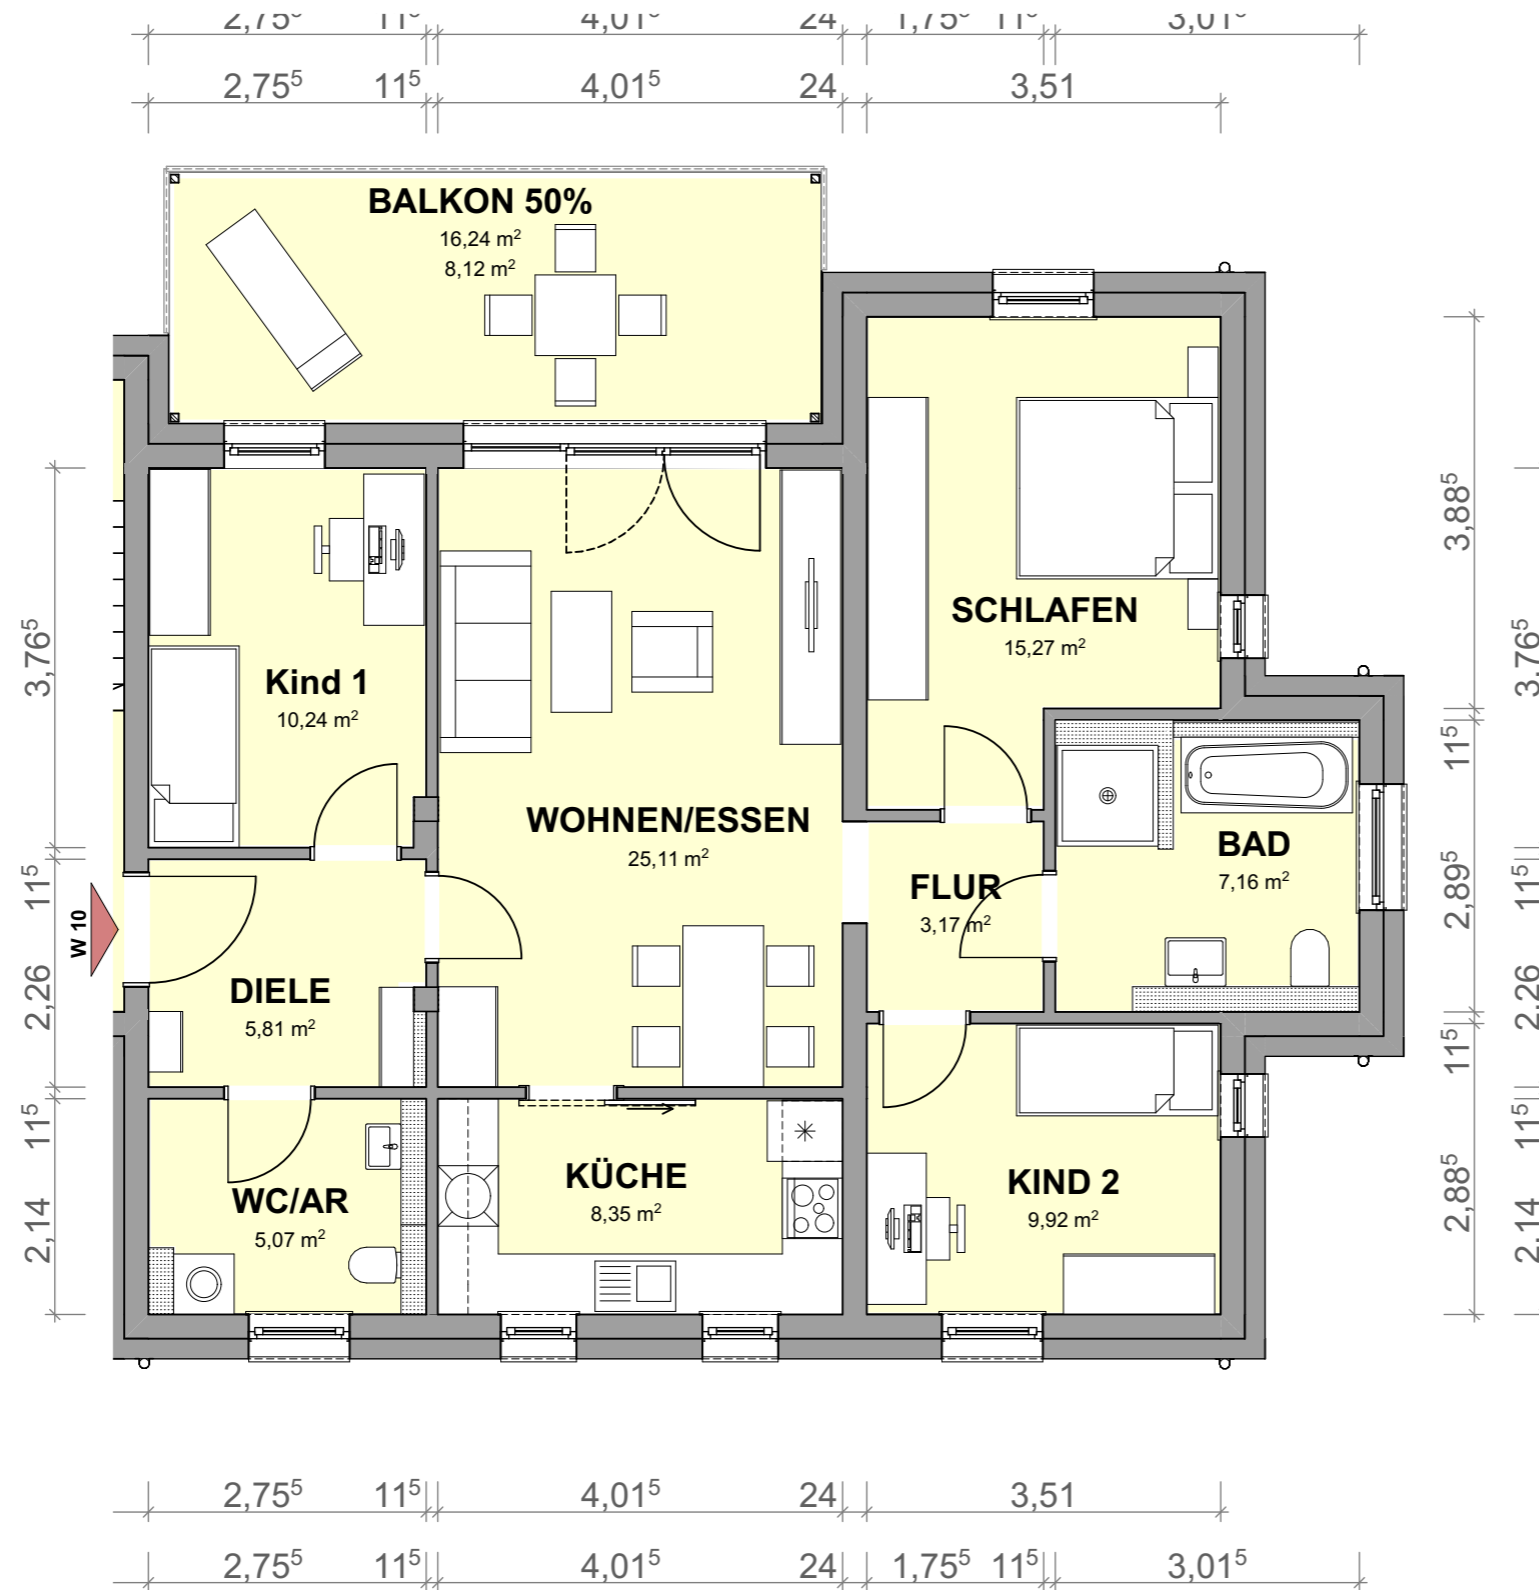 2,75⁵ 11⁵ 4,01⁵ 24 1,75⁵ 11⁵ 3,01⁵
2,75⁵ 11⁵ 4,01⁵ 24 3,51
BALKON 50%
16,24 m²
8,12 m²
3,88⁵
SCHLAFEN
15,27 m²
3,76⁵
3,76⁵
Kind 1
10,24 m²
11⁵
WOHNEN/ESSEN
25,11 m²
BAD
7,16 m²
FLUR
3,17 m²
11⁵
2,89⁵
11⁵
W 10
DIELE
5,81 m²
2,26
2,26
11⁵
11⁵
11⁵
KÜCHE
8,35 m²
KIND 2
9,92 m²
WC/AR
5,07 m²
2,14
2,88⁵
2,14
2,75⁵ 11⁵ 4,01⁵ 24 3,51
2,75⁵ 11⁵ 4,01⁵ 24 1,75⁵ 11⁵ 3,01⁵